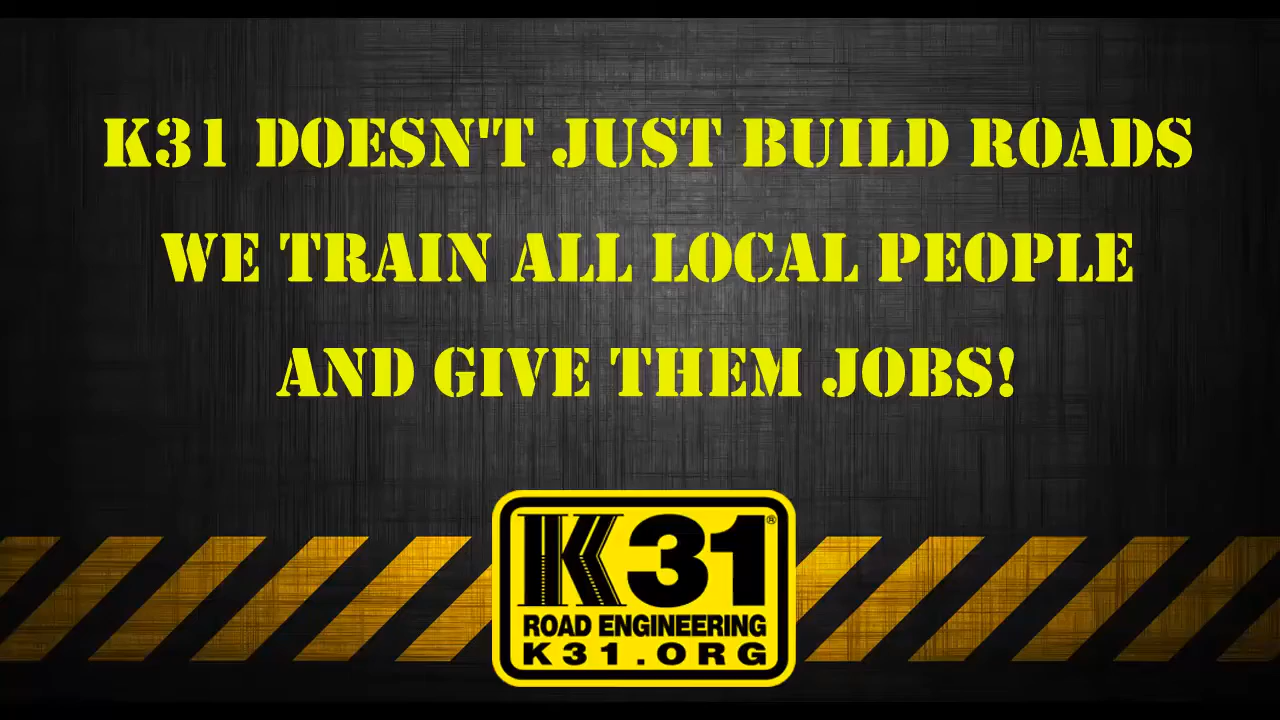 K31 DOESN'T JUST BUILD ROADS
WE TRAIN ALL LOCAL PEOPLE
AND GIVE THEM JOBS!
K31®
ROAD ENGINEERING
K31.ORG